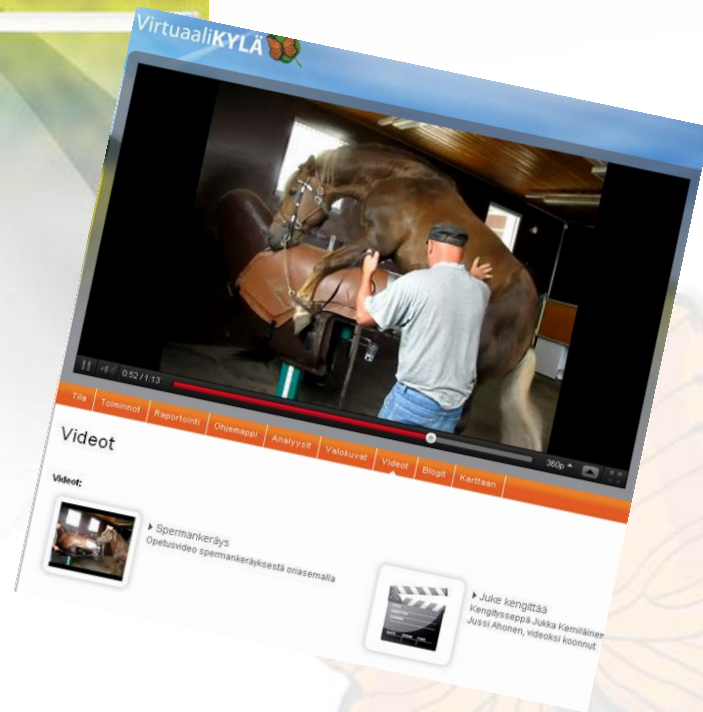 VirtuaaliKYLÄ
0:52 / 1:13
360p
Tila Toiminnot Raportointi Ohjemappi Analyysit Valokuvat Videot Blogit Karttaan
Videot
Videot:
Spermankeräys
Opetusvideo spermankeräyksestä oriasemalla
Juke kengittää
Kengitysseppä Jukka Kemiläinen
Jussi Ahonen, videoksi koonnut: